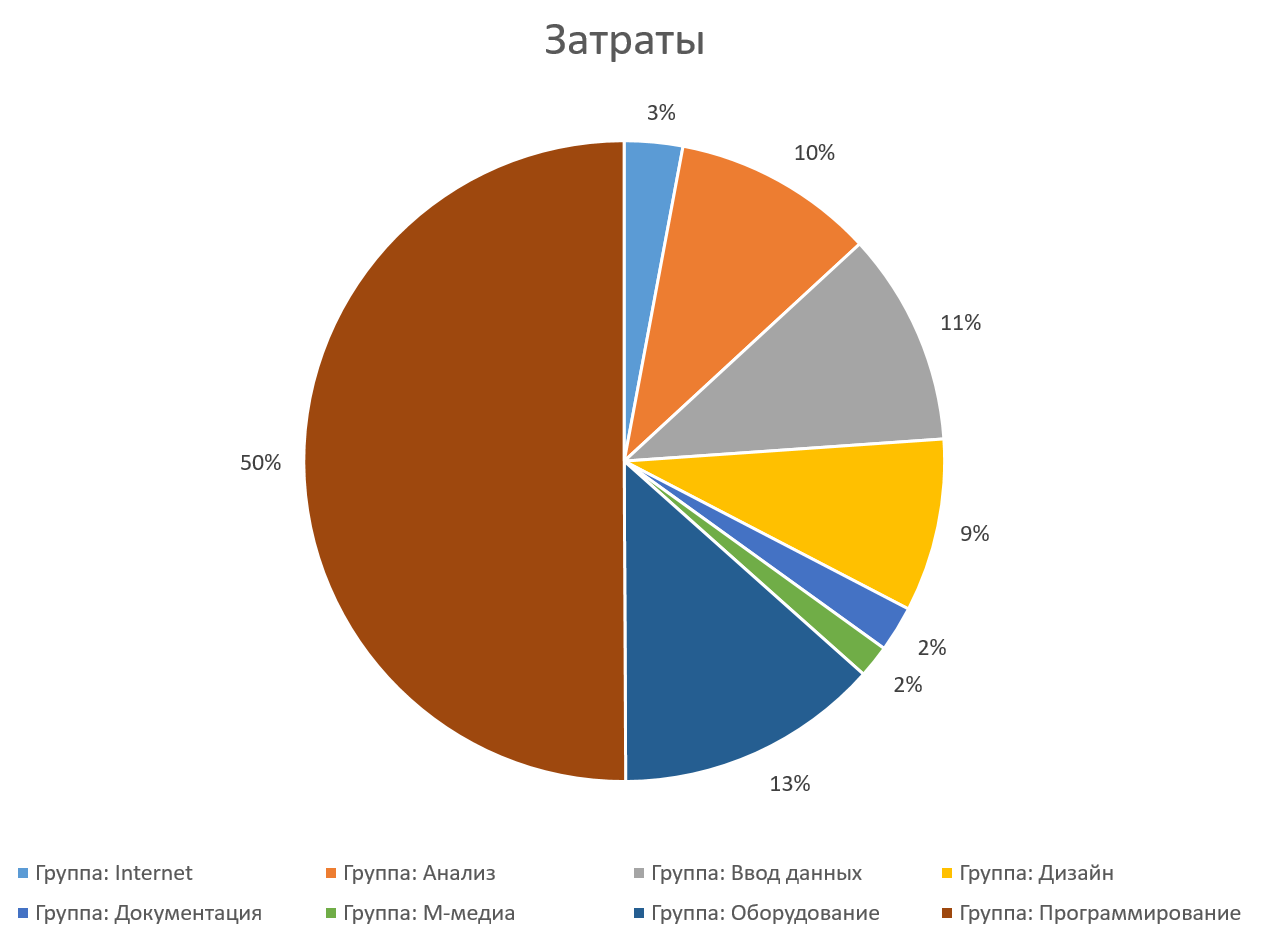 Затраты
3%
10%
11%
9%
2%
2%
13%
50%
Группа: Internet
Группа: Анализ
Группа: Ввод данных
Группа: Дизайн
Группа: Документация
Группа: М-медиа
Группа: Оборудование
Группа: Программирование